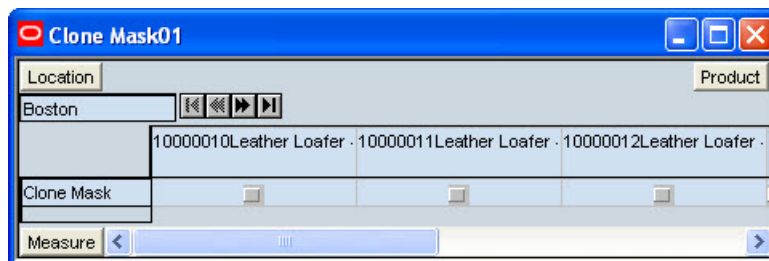 Clone Mask01
Location
Product
Boston
10000010Leather Loafer - 10000011Leather Loafer - 10000012Leather Loafer -
Clone Mask
Measure